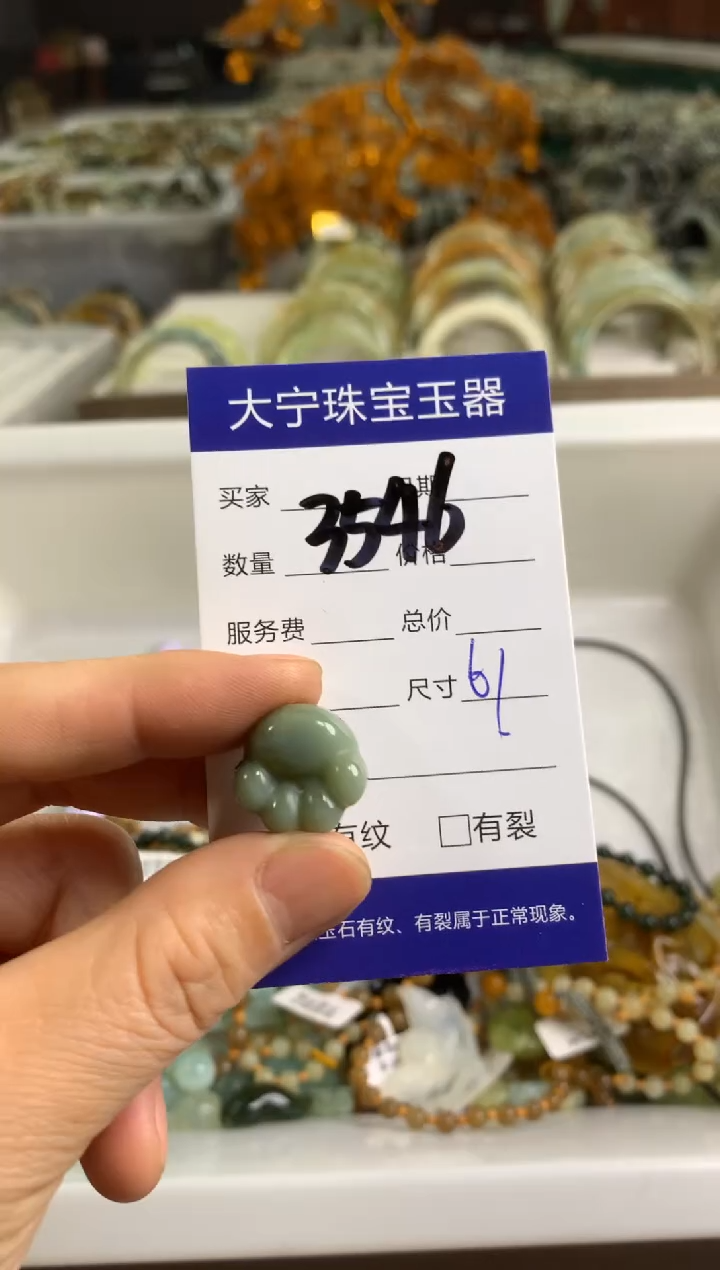 大宁珠宝玉器
买家 日期
3546
数量 价格
服务费 总价
尺寸 61
有纹 □有裂
玉石有纹、有裂属于正常现象。